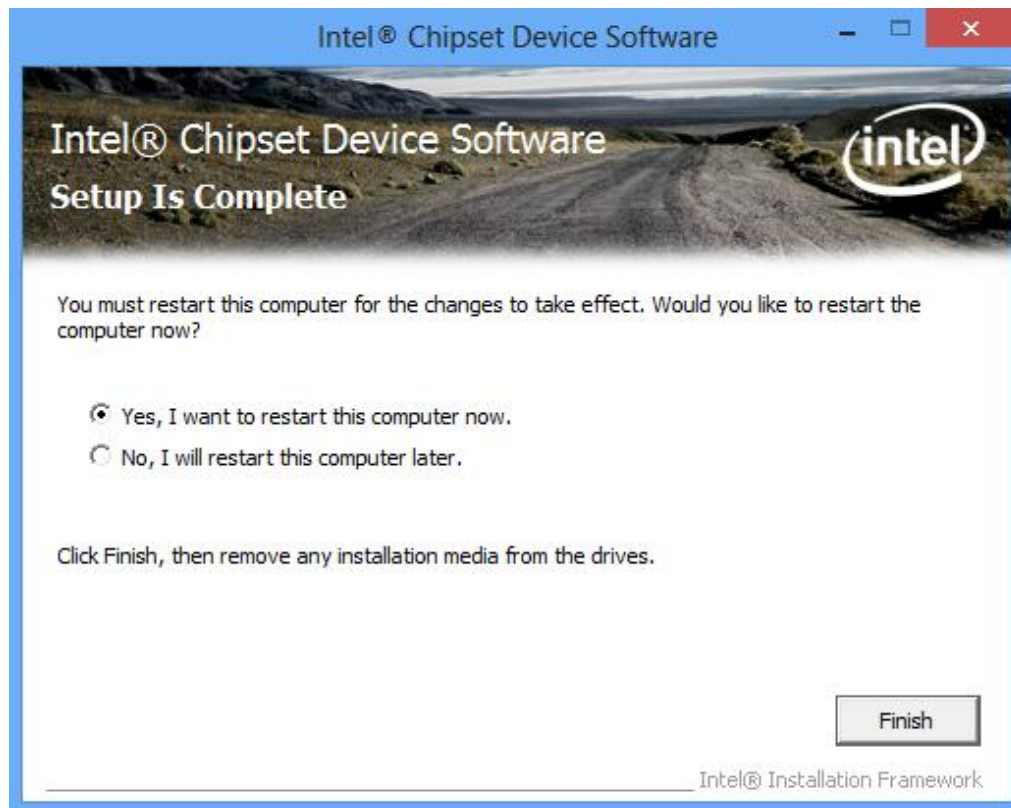 Intel® Chipset Device Software
Intel® Chipset Device Software
intel®
Setup Is Complete
You must restart this computer for the changes to take effect. Would you like to restart the
computer now?
Yes, I want to restart this computer now.
No, I will restart this computer later.
Click Finish, then remove any installation media from the drives.
Finish
Intel® Installation Framework